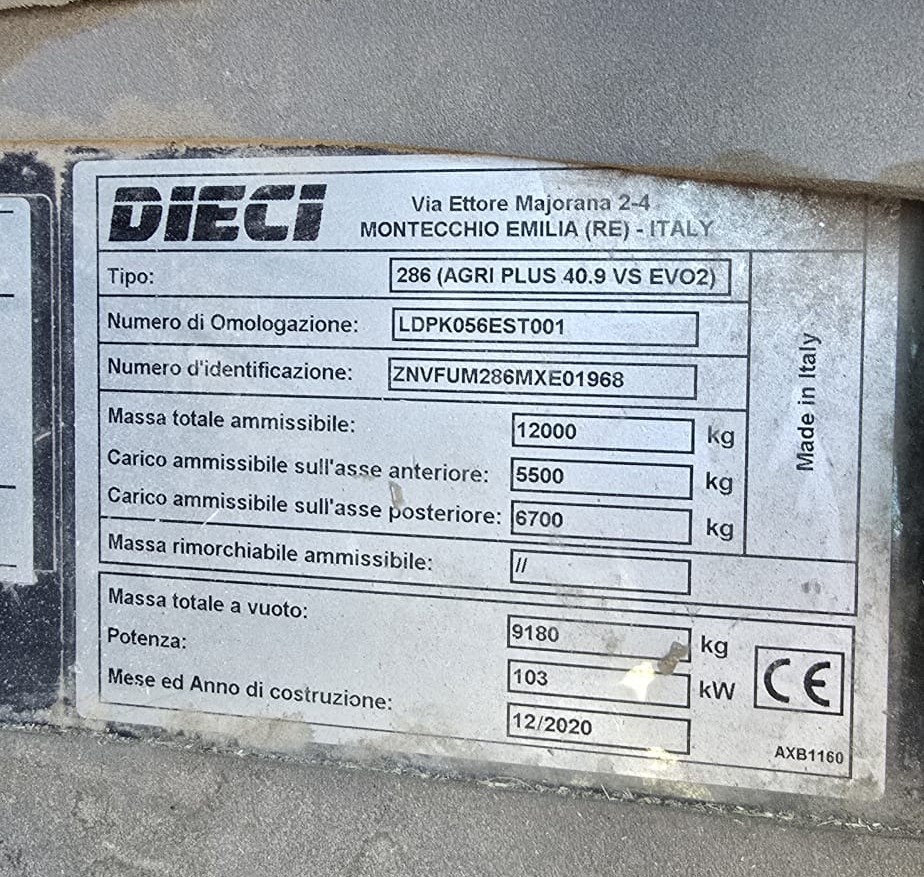 DIECI
Via Ettore Majorana 2-4
MONTECCHIO EMILIA (RE) - ITALY
Tipo: 286 (AGRI PLUS 40.9 VS EVO2)
Numero di Omologazione: LDPK056EST001
Numero d'identificazione: ZNVFUM286MXE01968
Made in Italy
Massa totale ammissibile: 12000 kg
Carico ammissibile sull'asse anteriore: 5500 kg
Carico ammissibile sull'asse posteriore: 6700 kg
Massa rimorchiabile ammissibile: //
Massa totale a vuoto: 9180 kg
Potenza: 103 kW
Mese ed Anno di costruzione: 12/2020
CE
AXB1160